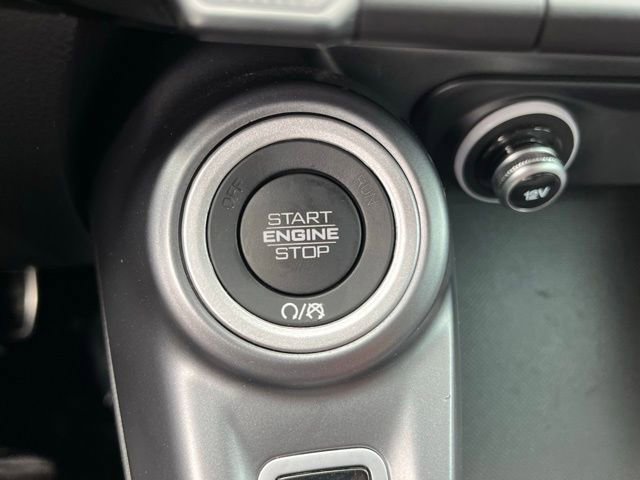 OFF
RUN
START
ENGINE
STOP
12V